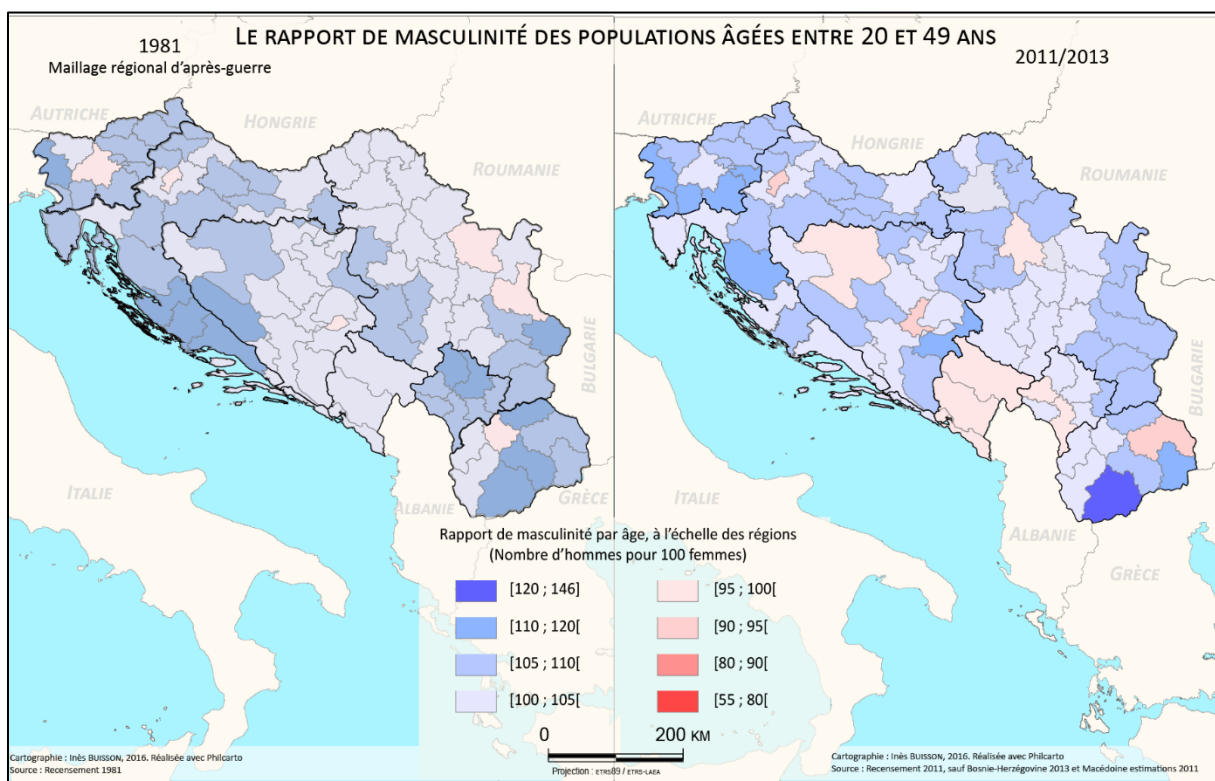 LE RAPPORT DE MASCULINITÉ DES POPULATIONS ÂGÉES ENTRE 20 ET 49 ANS
1981
Maillage régional d'après-guerre
2011/2013
AUTRICHE
HONGRIE
ROUMANIE
BULGARIE
ITALIE
ALBANIE
GRÈCE
AUTRICHE
HONGRIE
ROUMANIE
BULGARIE
ITALIE
ALBANIE
GRÈCE
Rapport de masculinité par âge, à l'échelle des régions
(Nombre d'hommes pour 100 femmes)
[120 ; 146]
[110 ; 120[
[105 ; 110[
[100 ; 105[
[95 ; 100[
[90 ; 95[
[80 ; 90[
[55 ; 80[
0 200 KM
Projection : ETRS89 / ETRS-LAEA
Cartographie : Inès BUISSON, 2016. Réalisée avec Philcarto
Source : Recensement 1981
Cartographie : Inès BUISSON, 2016. Réalisée avec Philcarto
Source : Recensement 2011, sauf Bosnie-Herzégovine 2013 et Macédoine estimations 2011